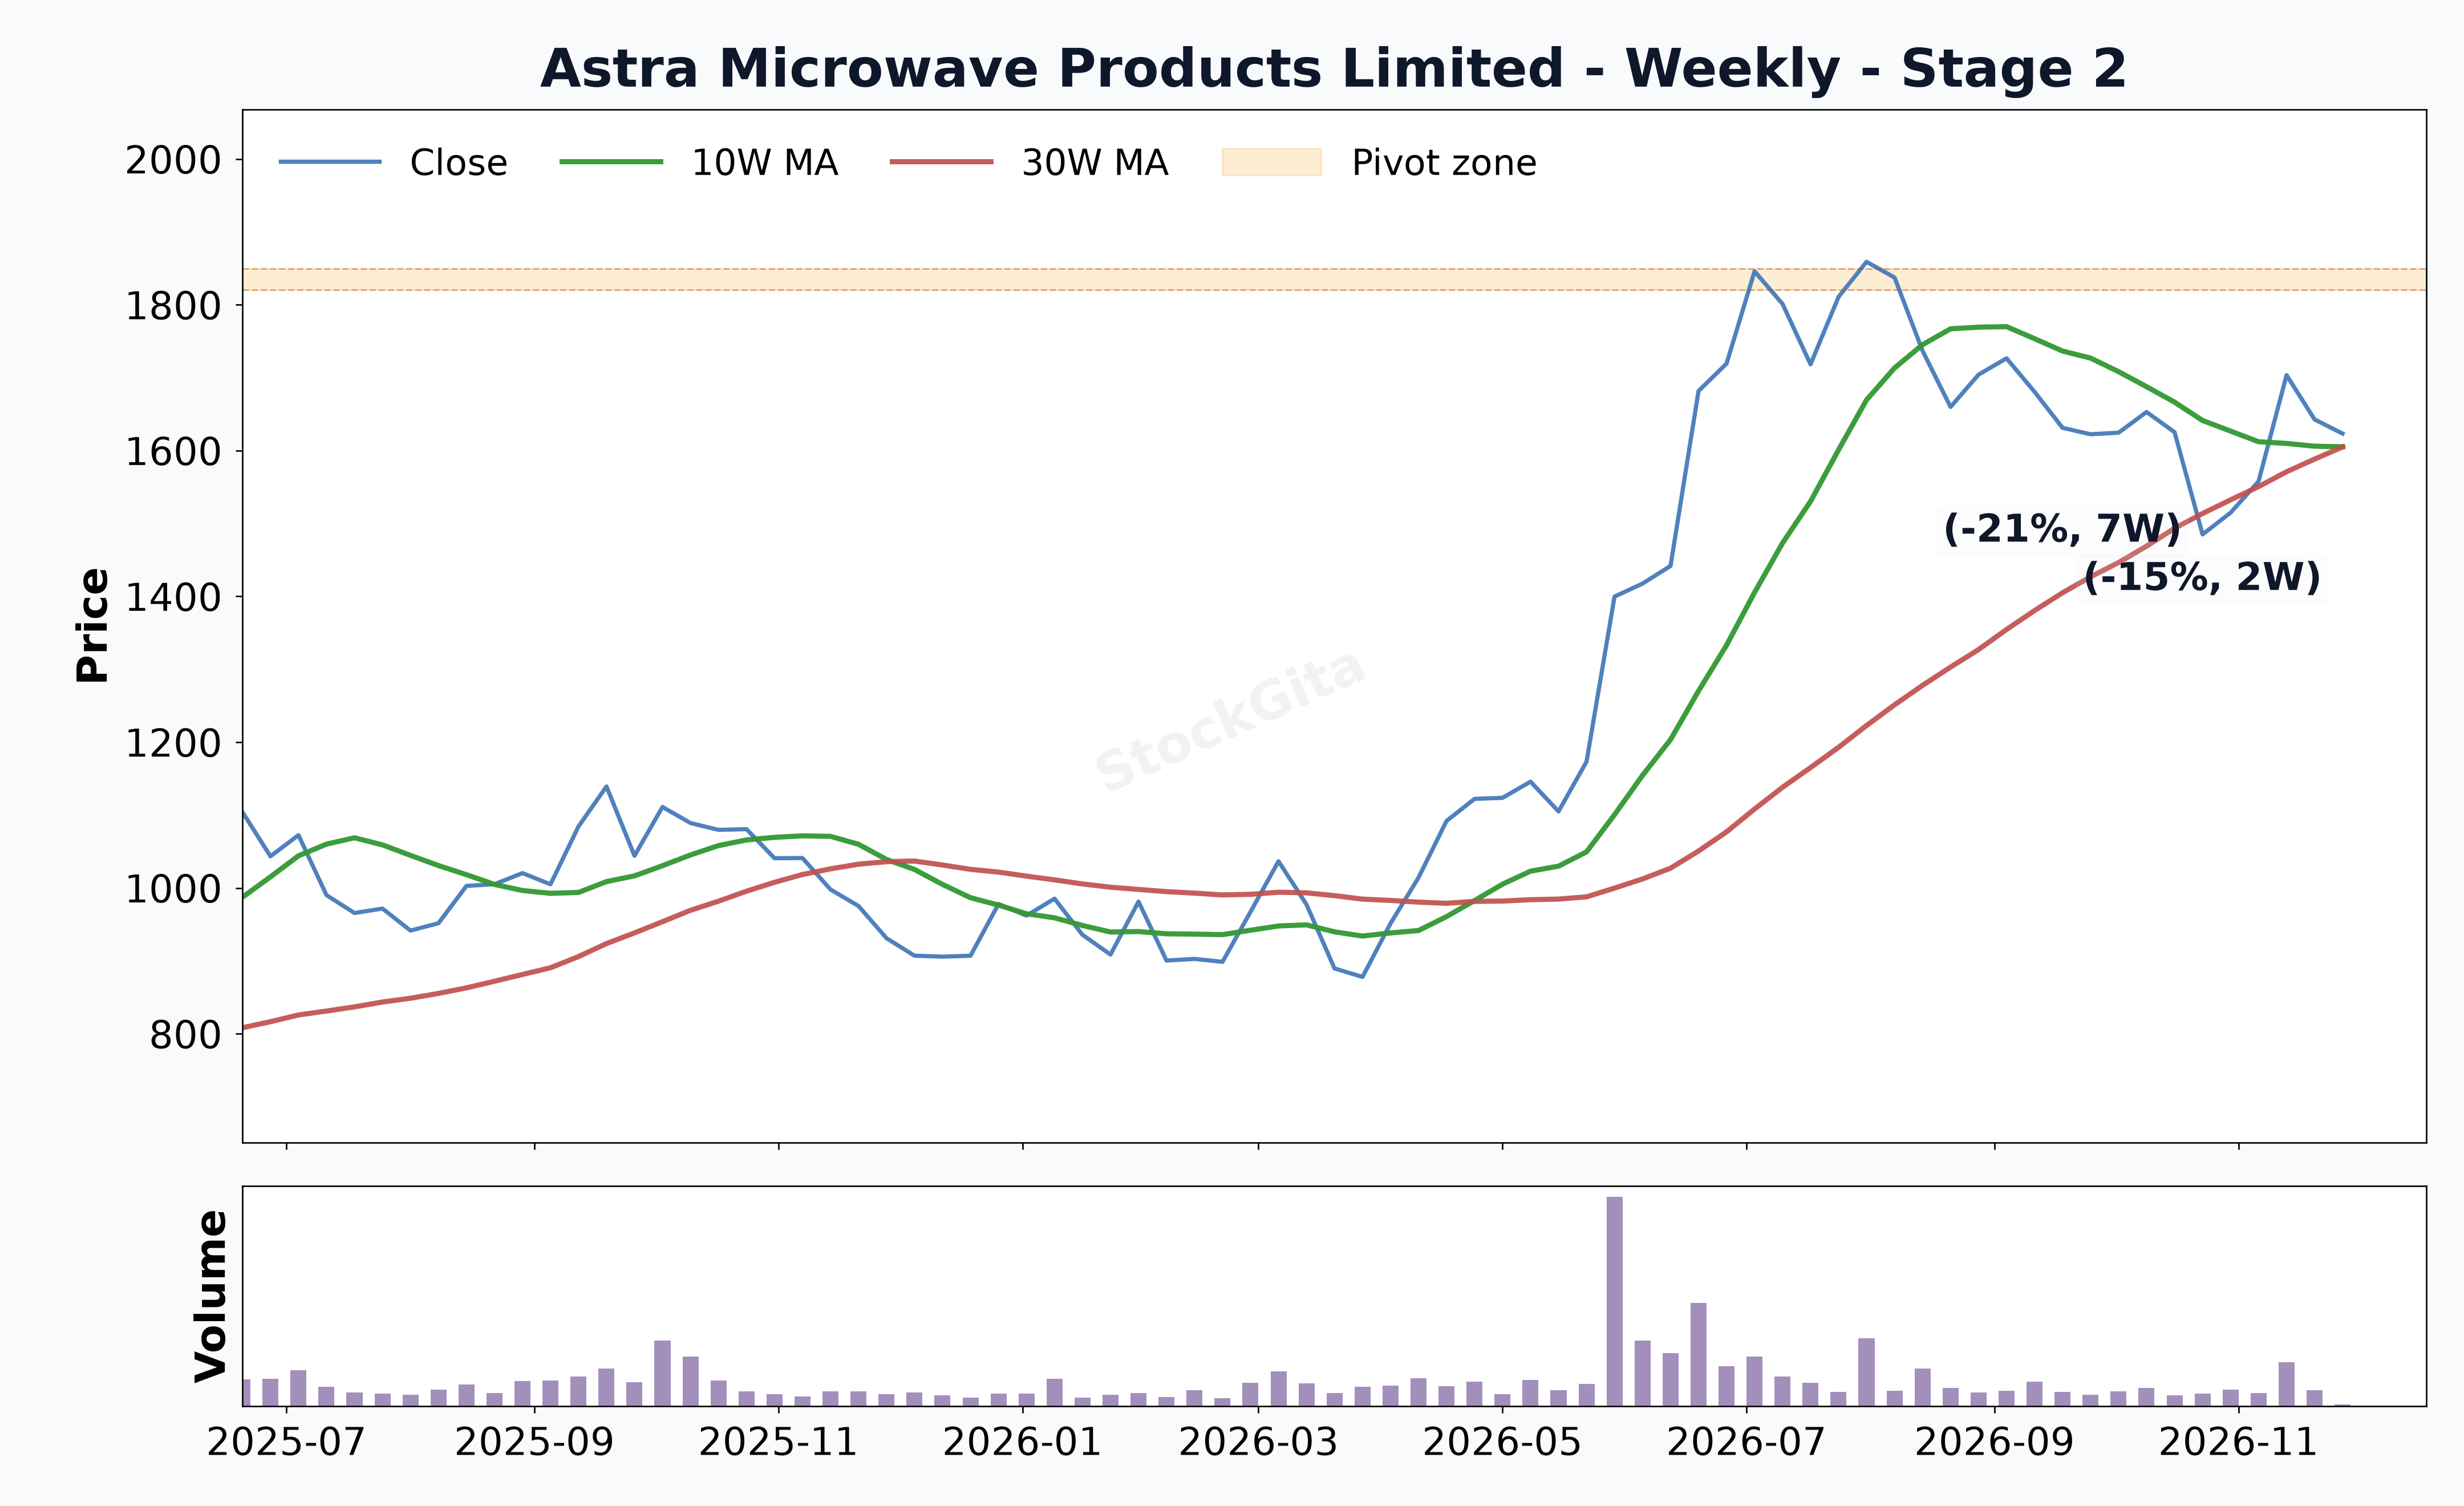 Astra Microwave Products Limited - Weekly - Stage 2
Close 10W MA 30W MA Pivot zone
2000
1800
1600
1400
1200
1000
800
Price
(-21%, 7W)
(-15%, 2W)
StockGita
Volume
2025-07 2025-09 2025-11 2026-01 2026-03 2026-05 2026-07 2026-09 2026-11